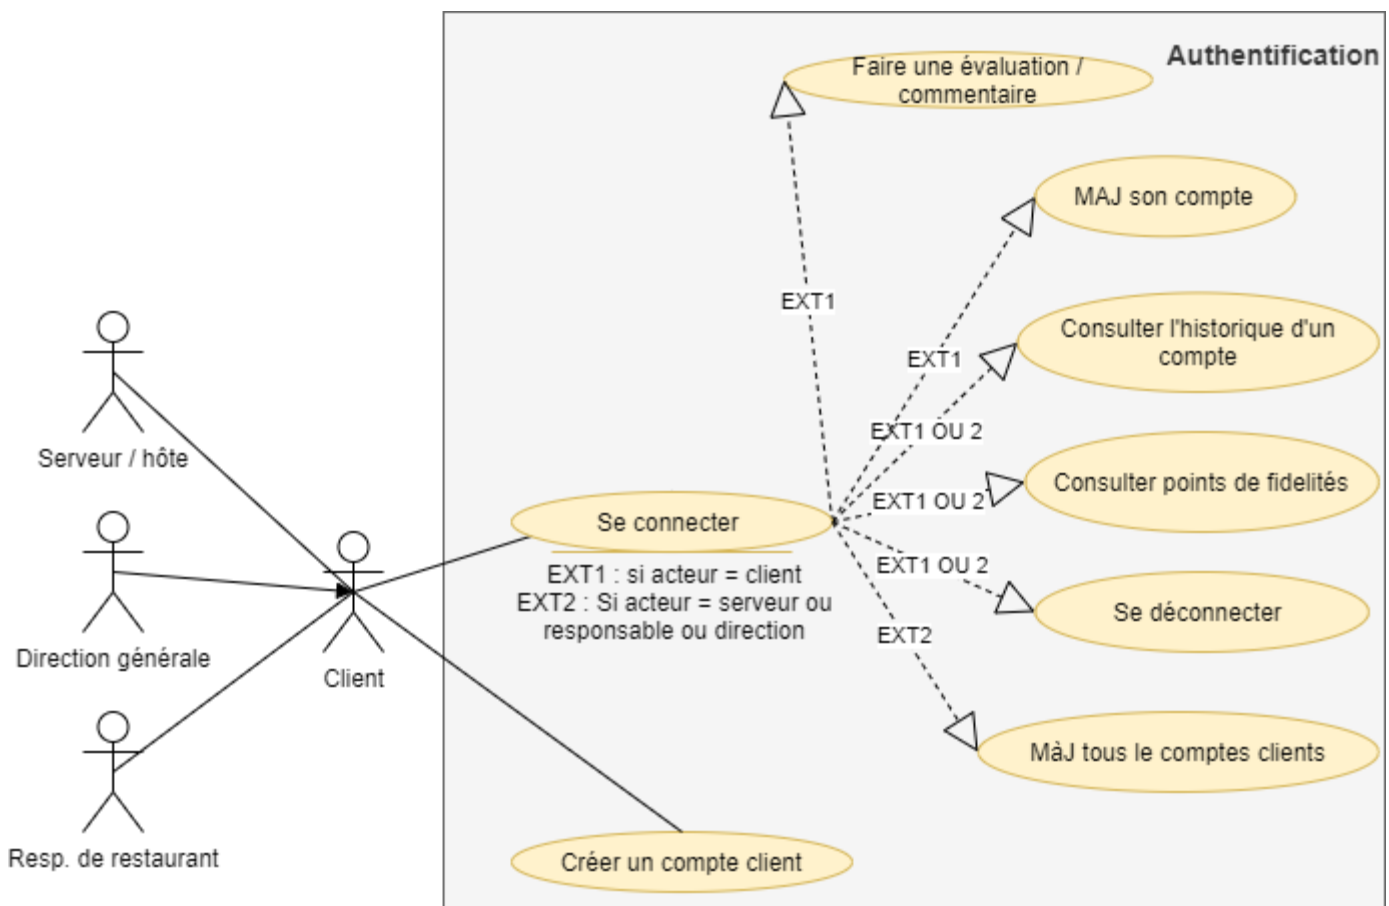 Authentification
Faire une évaluation /
commentaire
MAJ son compte
EXT1
Consulter l'historique d'un
compte
EXT1
EXT1 OU 2
Serveur / hôte
Consulter points de fidelités
EXT1 OU 2
Se connecter
EXT1 OU 2
EXT1 : si acteur = client
EXT2 : Si acteur = serveur ou
responsable ou direction
Se déconnecter
EXT2
Direction générale
Client
MàJ tous le comptes clients
Resp. de restaurant
Créer un compte client